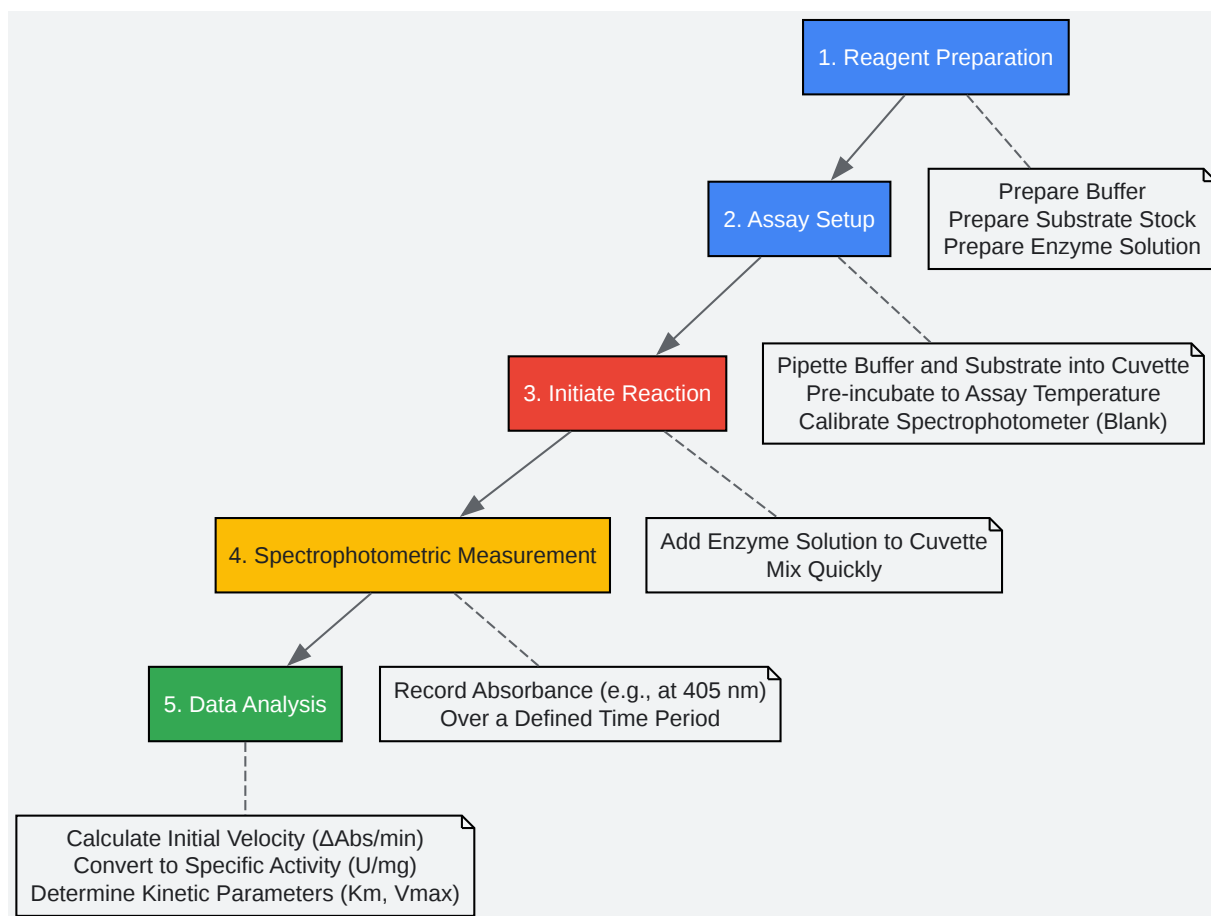 1. Reagent Preparation
Prepare Buffer
Prepare Substrate Stock
Prepare Enzyme Solution
2. Assay Setup
Pipette Buffer and Substrate into Cuvette
Pre-incubate to Assay Temperature
Calibrate Spectrophotometer (Blank)
3. Initiate Reaction
Add Enzyme Solution to Cuvette
Mix Quickly
4. Spectrophotometric Measurement
Record Absorbance (e.g., at 405 nm)
Over a Defined Time Period
5. Data Analysis
Calculate Initial Velocity (ΔAbs/min)
Convert to Specific Activity (U/mg)
Determine Kinetic Parameters (Km, Vmax)